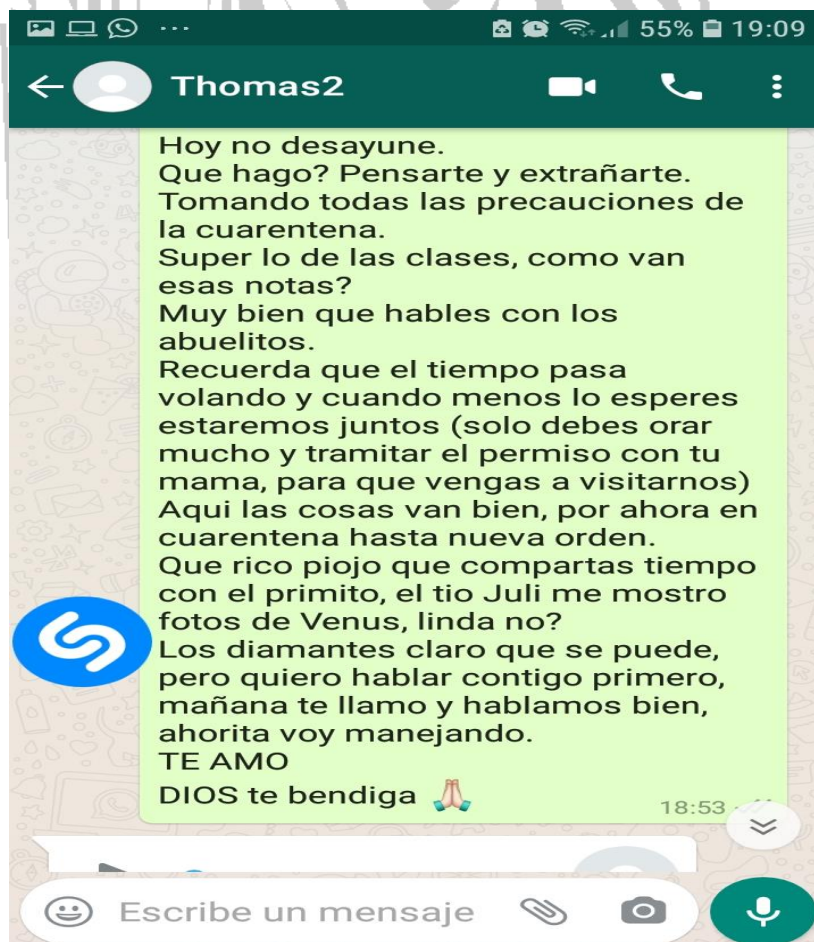 55% 19:09
Thomas2
Hoy no desayune.
Que hago? Pensarte y extrañarte.
Tomando todas las precauciones de
la cuarentena.
Super lo de las clases, como van
esas notas?
Muy bien que hables con los
abuelitos.
Recuerda que el tiempo pasa
volando y cuando menos lo esperes
estaremos juntos (solo debes orar
mucho y tramitar el permiso con tu
mama, para que vengas a visitarnos)
Aqui las cosas van bien, por ahora en
cuarentena hasta nueva orden.
Que rico piojo que compartas tiempo
con el primito, el tio Juli me mostro
fotos de Venus, linda no?
Los diamantes claro que se puede,
pero quiero hablar contigo primero,
mañana te llamo y hablamos bien,
ahorita voy manejando.
TE AMO
DIOS te bendiga 🙏🏻
18:53
Escribe un mensaje